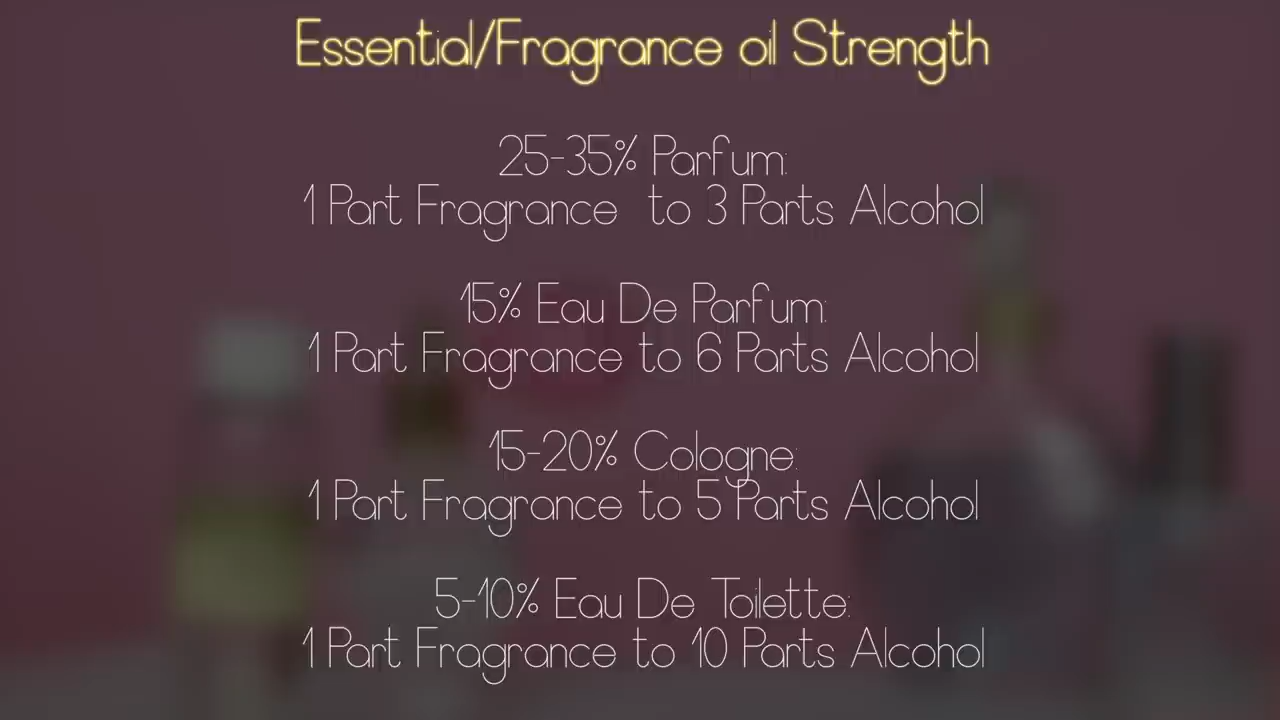 Essential/Fragrance oil Strength
25-35% Parfum:
1 Part Fragrance to 3 Parts Alcohol
15% Eau De Parfum:
1 Part Fragrance to 6 Parts Alcohol
15-20% Cologne:
1 Part Fragrance to 5 Parts Alcohol
5-10% Eau De Toilette:
1 Part Fragrance to 10 Parts Alcohol